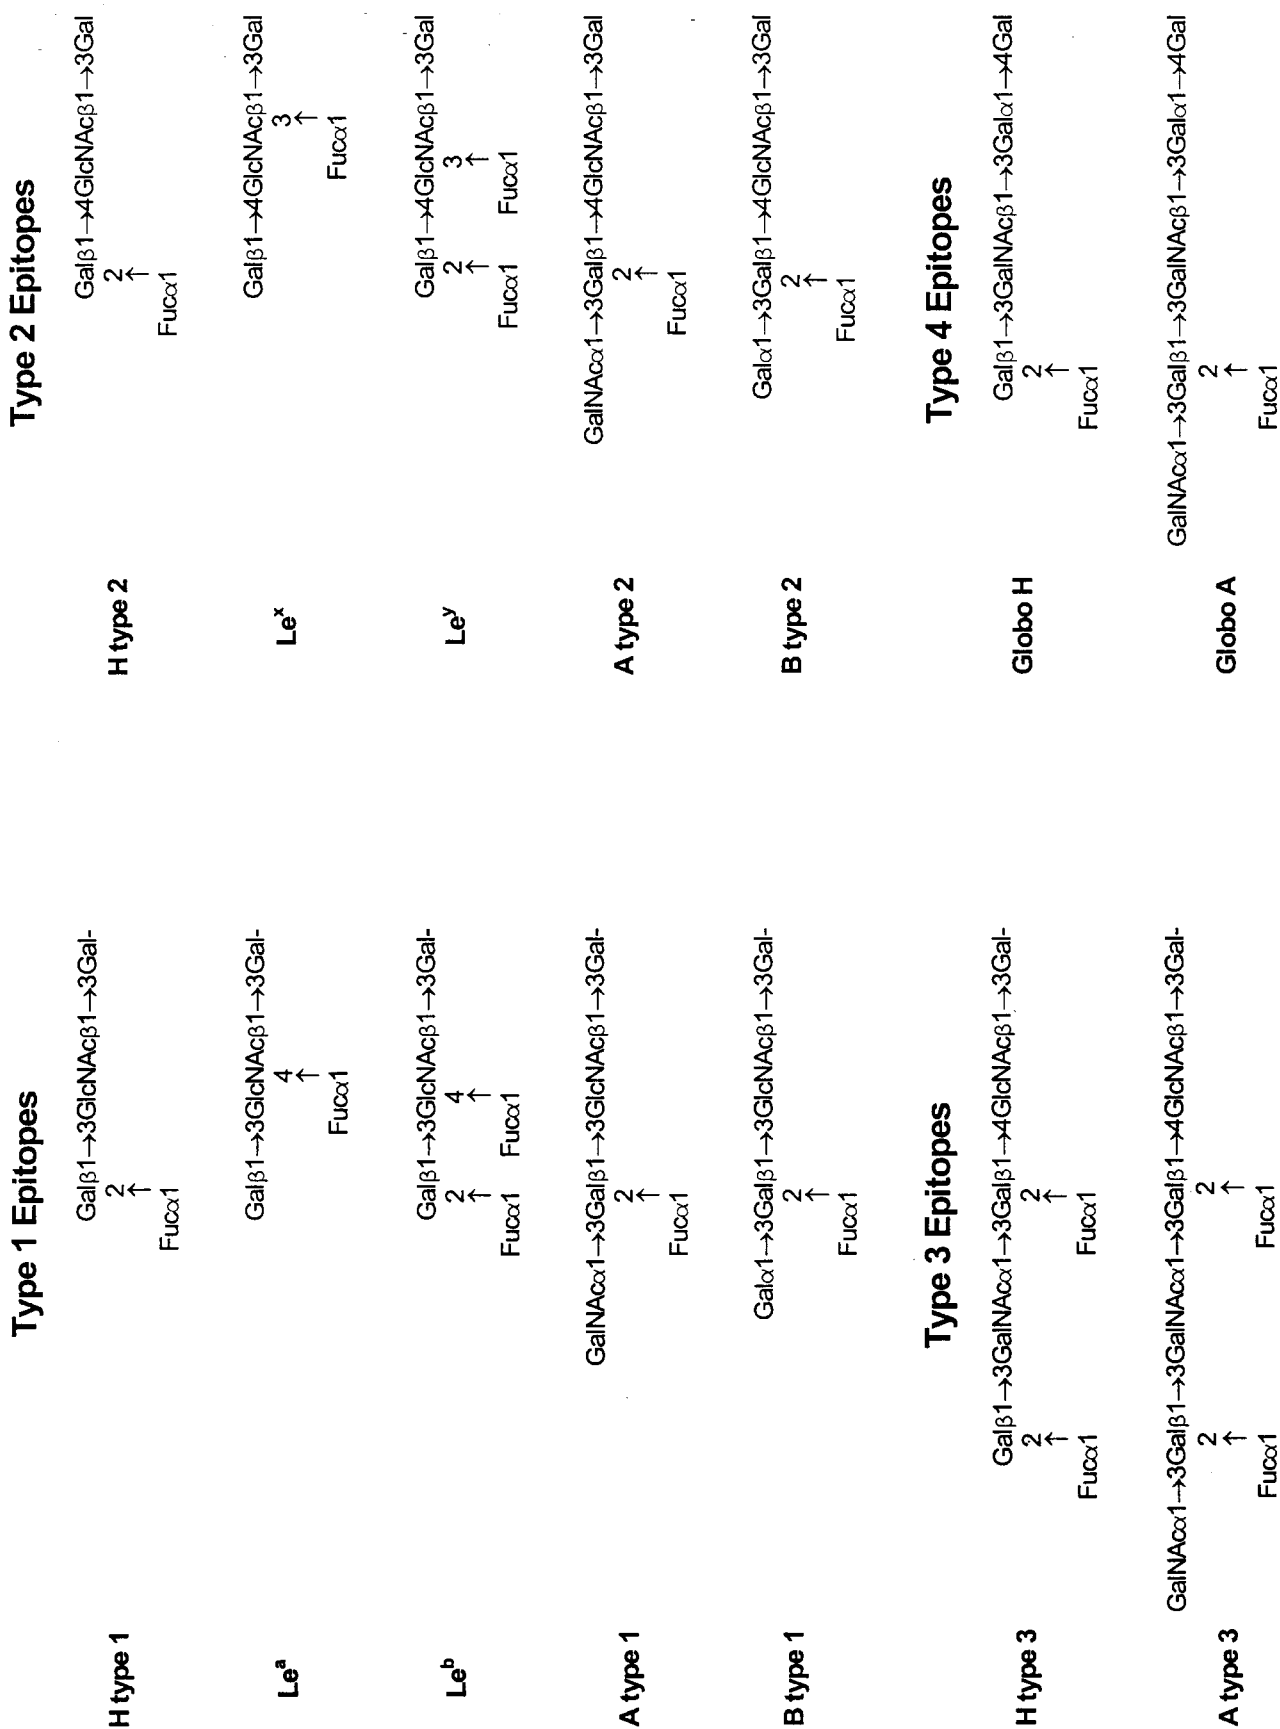 Type 1 Epitopes
H type 1
Galβ1→3GlcNAcβ1→3Gal-
2
↑
Fucα1
Leᵃ
Galβ1→3GlcNAcβ1→3Gal-
4
↑
Fucα1
Leᵇ
Galβ1→3GlcNAcβ1→3Gal-
2 4
↑ ↑
Fucα1 Fucα1
A type 1
GalNAcα1→3Galβ1→3GlcNAcβ1→3Gal-
2
↑
Fucα1
B type 1
Galα1→3Galβ1→3GlcNAcβ1→3Gal-
2
↑
Fucα1
Type 2 Epitopes
H type 2
Galβ1→4GlcNAcβ1→3Gal
2
↑
Fucα1
Leˣ
Galβ1→4GlcNAcβ1→3Gal
3
↑
Fucα1
Leʸ
Galβ1→4GlcNAcβ1→3Gal
2 3
↑ ↑
Fucα1 Fucα1
A type 2
GalNAcα1→3Galβ1→4GlcNAcβ1→3Gal
2
↑
Fucα1
B type 2
Galα1→3Galβ1→4GlcNAcβ1→3Gal
2
↑
Fucα1
Type 3 Epitopes
H type 3
Galβ1→3GalNAcα1→3Galβ1→4GlcNAcβ1→3Gal-
2 2
↑ ↑
Fucα1 Fucα1
A type 3
GalNAcα1→3Galβ1→3GalNAcα1→3Galβ1→4GlcNAcβ1→3Gal-
2 2
↑ ↑
Fucα1 Fucα1
Type 4 Epitopes
Globo H
Galβ1→3GalNAcβ1→3Galα1→4Gal
2
↑
Fucα1
Globo A
GalNAcα1→3Galβ1→3GalNAcβ1→3Galα1→4Gal
2
↑
Fucα1